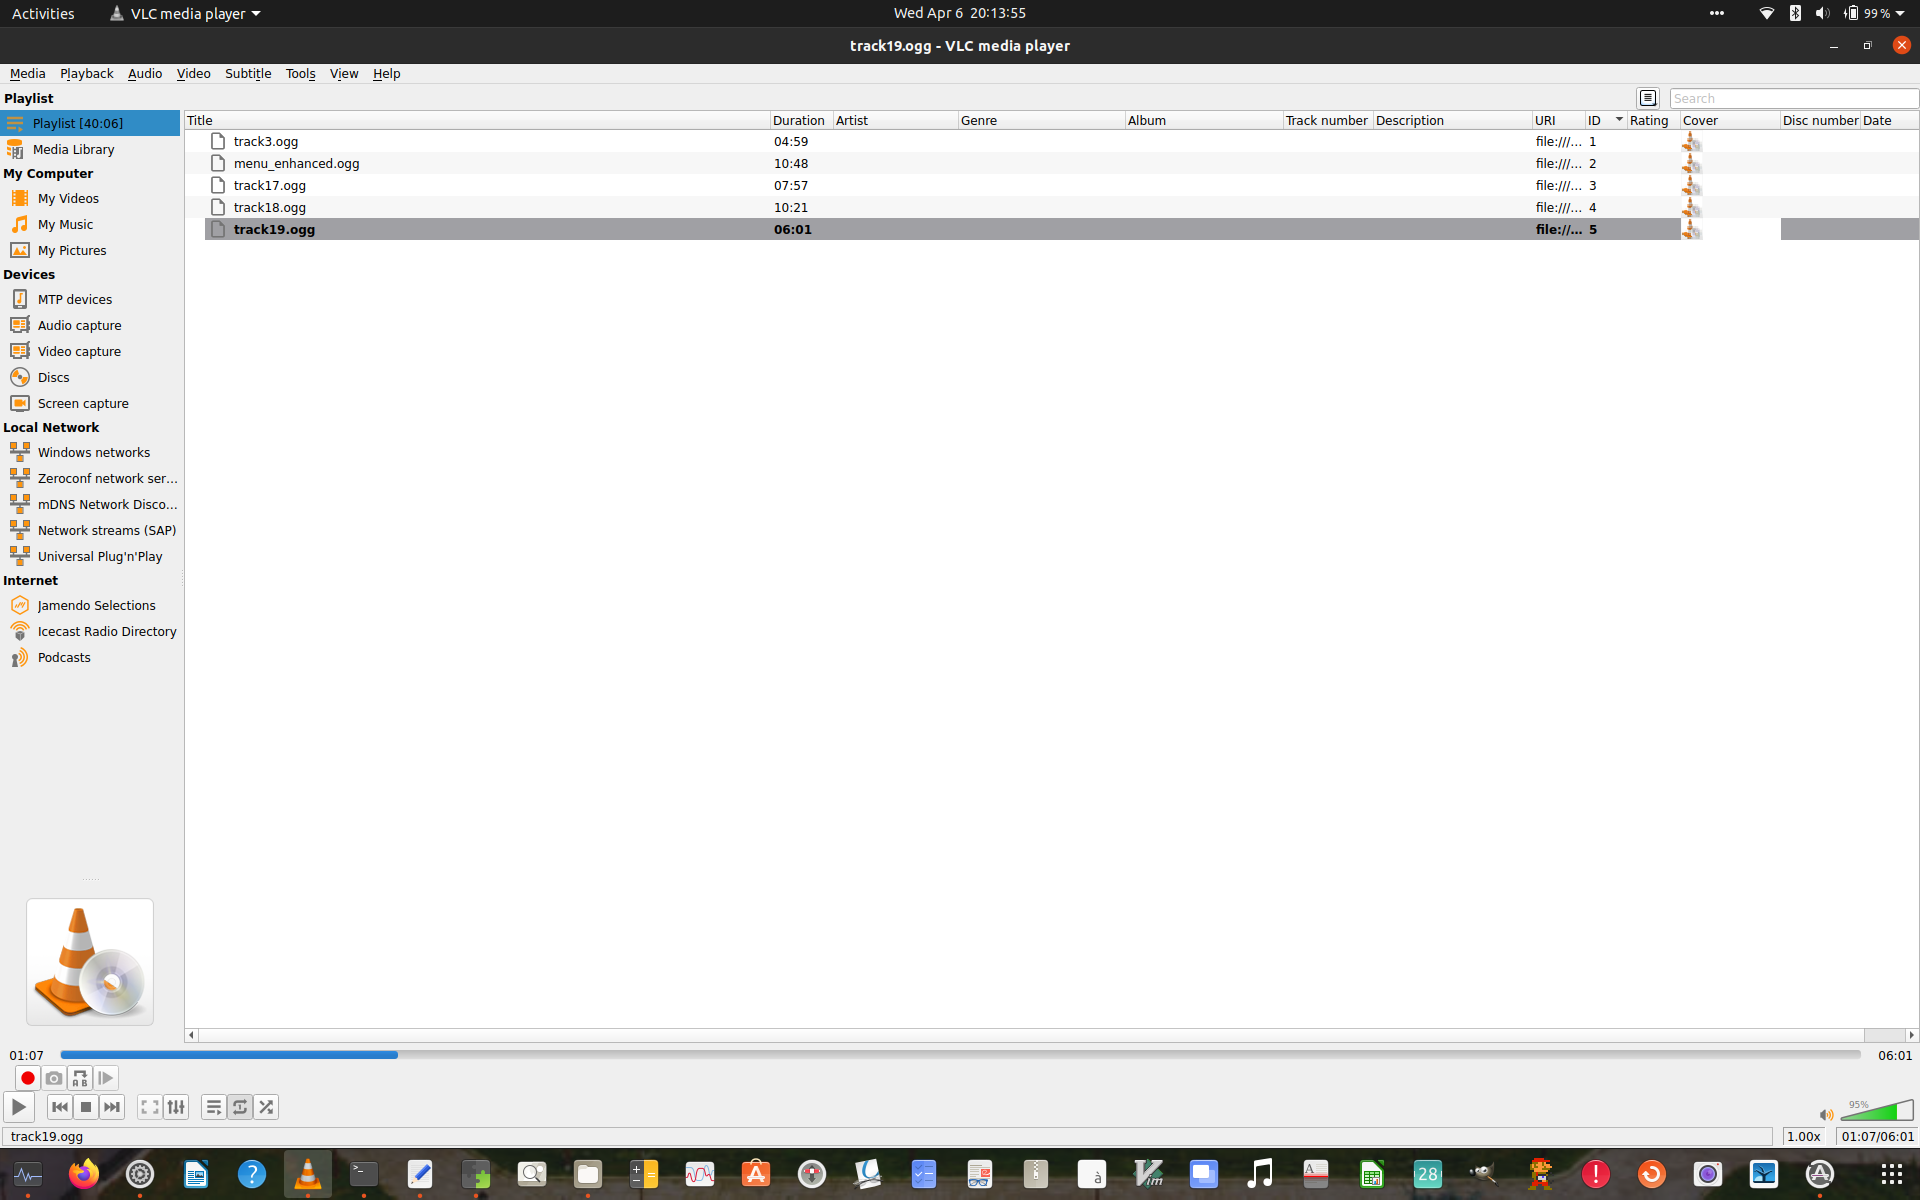 Activities VLC media player Wed Apr 6 20:13:55 99 %
track19.ogg - VLC media player
Media Playback Audio Video Subtitle Tools View Help
Playlist Search
Playlist [40:06]
Media Library
My Computer
My Videos
My Music
My Pictures
Devices
MTP devices
Audio capture
Video capture
Discs
Screen capture
Local Network
Windows networks
Zeroconf network ser...
mDNS Network Disco...
Network streams (SAP)
Universal Plug'n'Play
Internet
Jamendo Selections
Icecast Radio Directory
Podcasts
Title Duration Artist Genre Album Track number Description URI ID Rating Cover Disc number Date
track3.ogg 04:59 file:///... 1
menu_enhanced.ogg 10:48 file:///... 2
track17.ogg 07:57 file:///... 3
track18.ogg 10:21 file:///... 4
track19.ogg 06:01 file://... 5
01:07 06:01
A B
95%
track19.ogg 1.00x 01:07/06:01
? >_ à Vim A 28 !